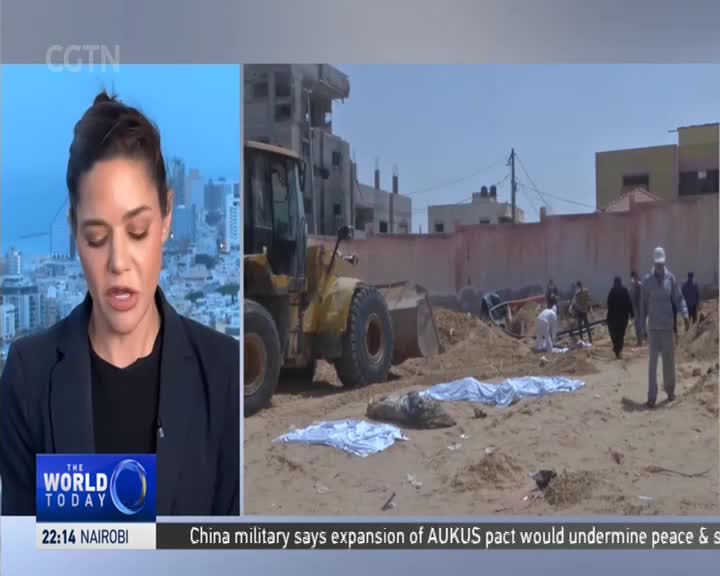 CGTN
THE
WORLD
TODAY
22:14 NAIROBI
China military says expansion of AUKUS pact would undermine peace & s